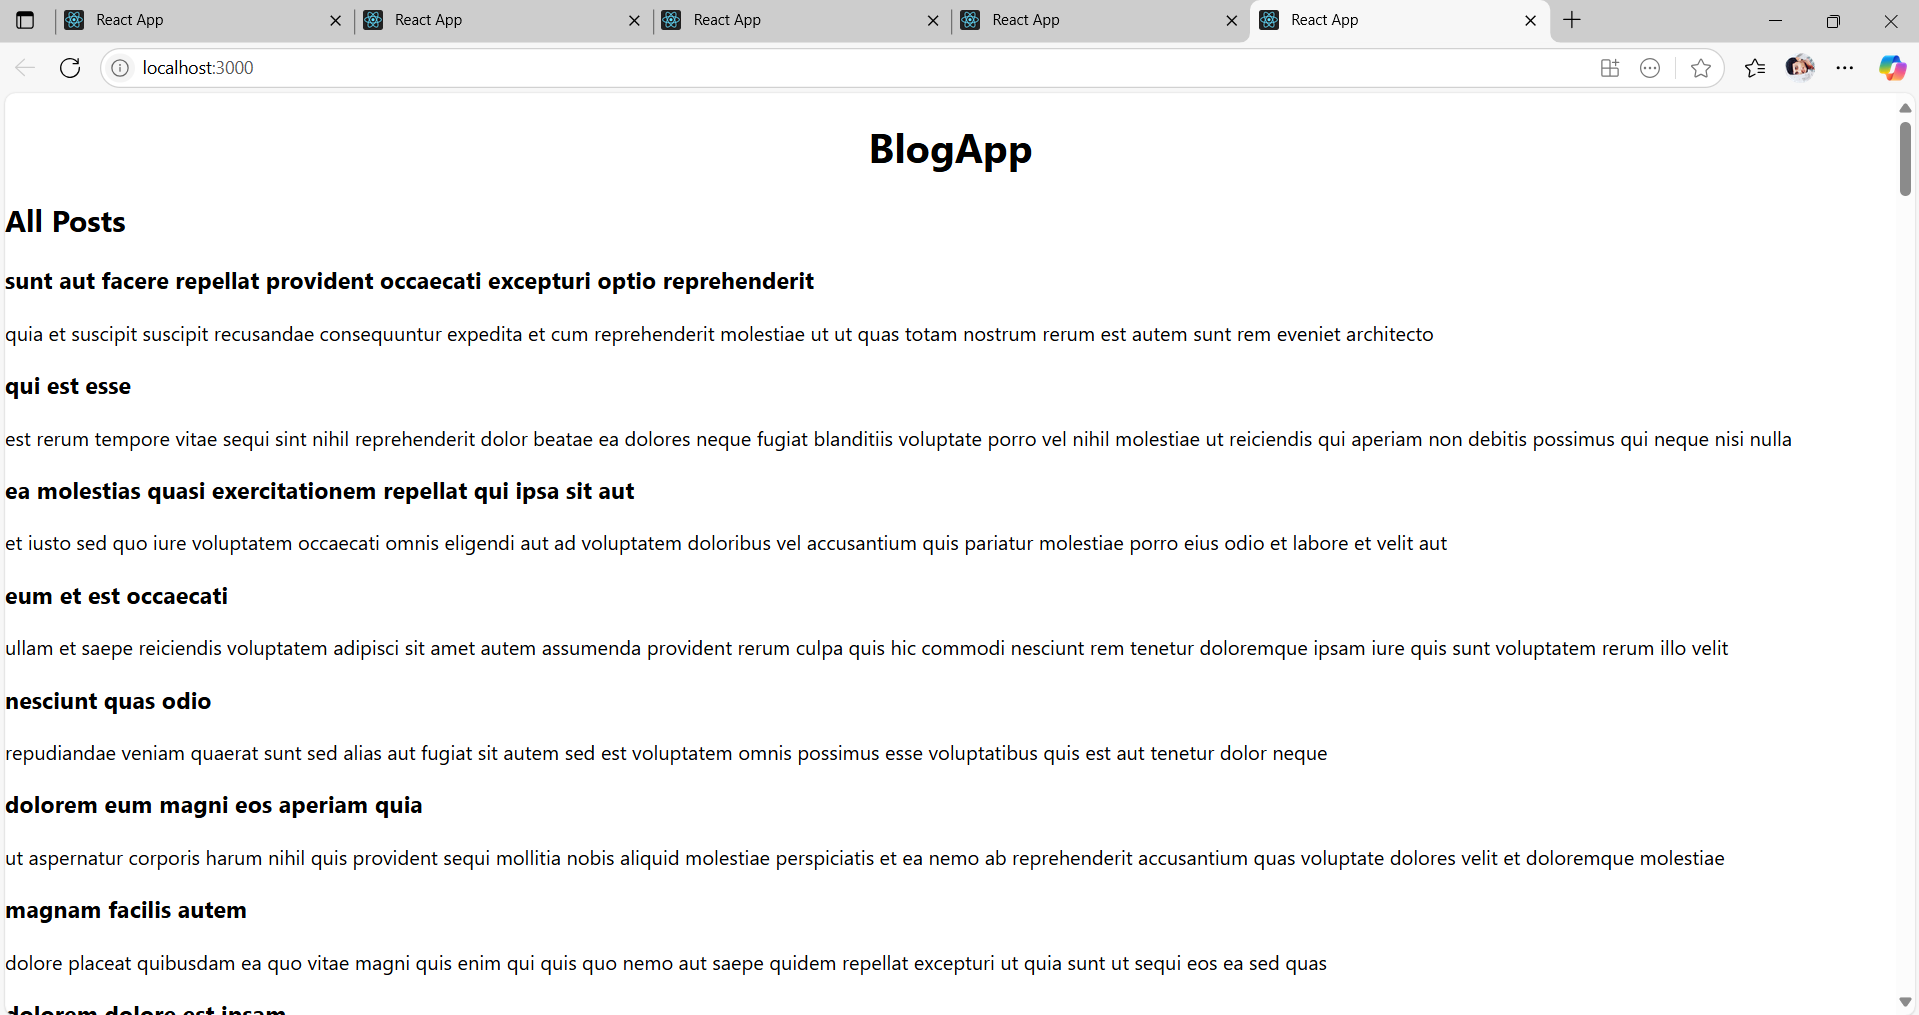 React App
React App
React App
React App
React App
localhost:3000
BlogApp
All Posts
sunt aut facere repellat provident occaecati excepturi optio reprehenderit
quia et suscipit suscipit recusandae consequuntur expedita et cum reprehenderit molestiae ut ut quas totam nostrum rerum est autem sunt rem eveniet architecto
qui est esse
est rerum tempore vitae sequi sint nihil reprehenderit dolor beatae ea dolores neque fugiat blanditiis voluptate porro vel nihil molestiae ut reiciendis qui aperiam non debitis possimus qui neque nisi nulla
ea molestias quasi exercitationem repellat qui ipsa sit aut
et iusto sed quo iure voluptatem occaecati omnis eligendi aut ad voluptatem doloribus vel accusantium quis pariatur molestiae porro eius odio et labore et velit aut
eum et est occaecati
ullam et saepe reiciendis voluptatem adipisci sit amet autem assumenda provident rerum culpa quis hic commodi nesciunt rem tenetur doloremque ipsam iure quis sunt voluptatem rerum illo velit
nesciunt quas odio
repudiandae veniam quaerat sunt sed alias aut fugiat sit autem sed est voluptatem omnis possimus esse voluptatibus quis est aut tenetur dolor neque
dolorem eum magni eos aperiam quia
ut aspernatur corporis harum nihil quis provident sequi mollitia nobis aliquid molestiae perspiciatis et ea nemo ab reprehenderit accusantium quas voluptate dolores velit et doloremque molestiae
magnam facilis autem
dolore placeat quibusdam ea quo vitae magni quis enim qui quis quo nemo aut saepe quidem repellat excepturi ut quia sunt ut sequi eos ea sed quas
dolorem dolore est ipsam